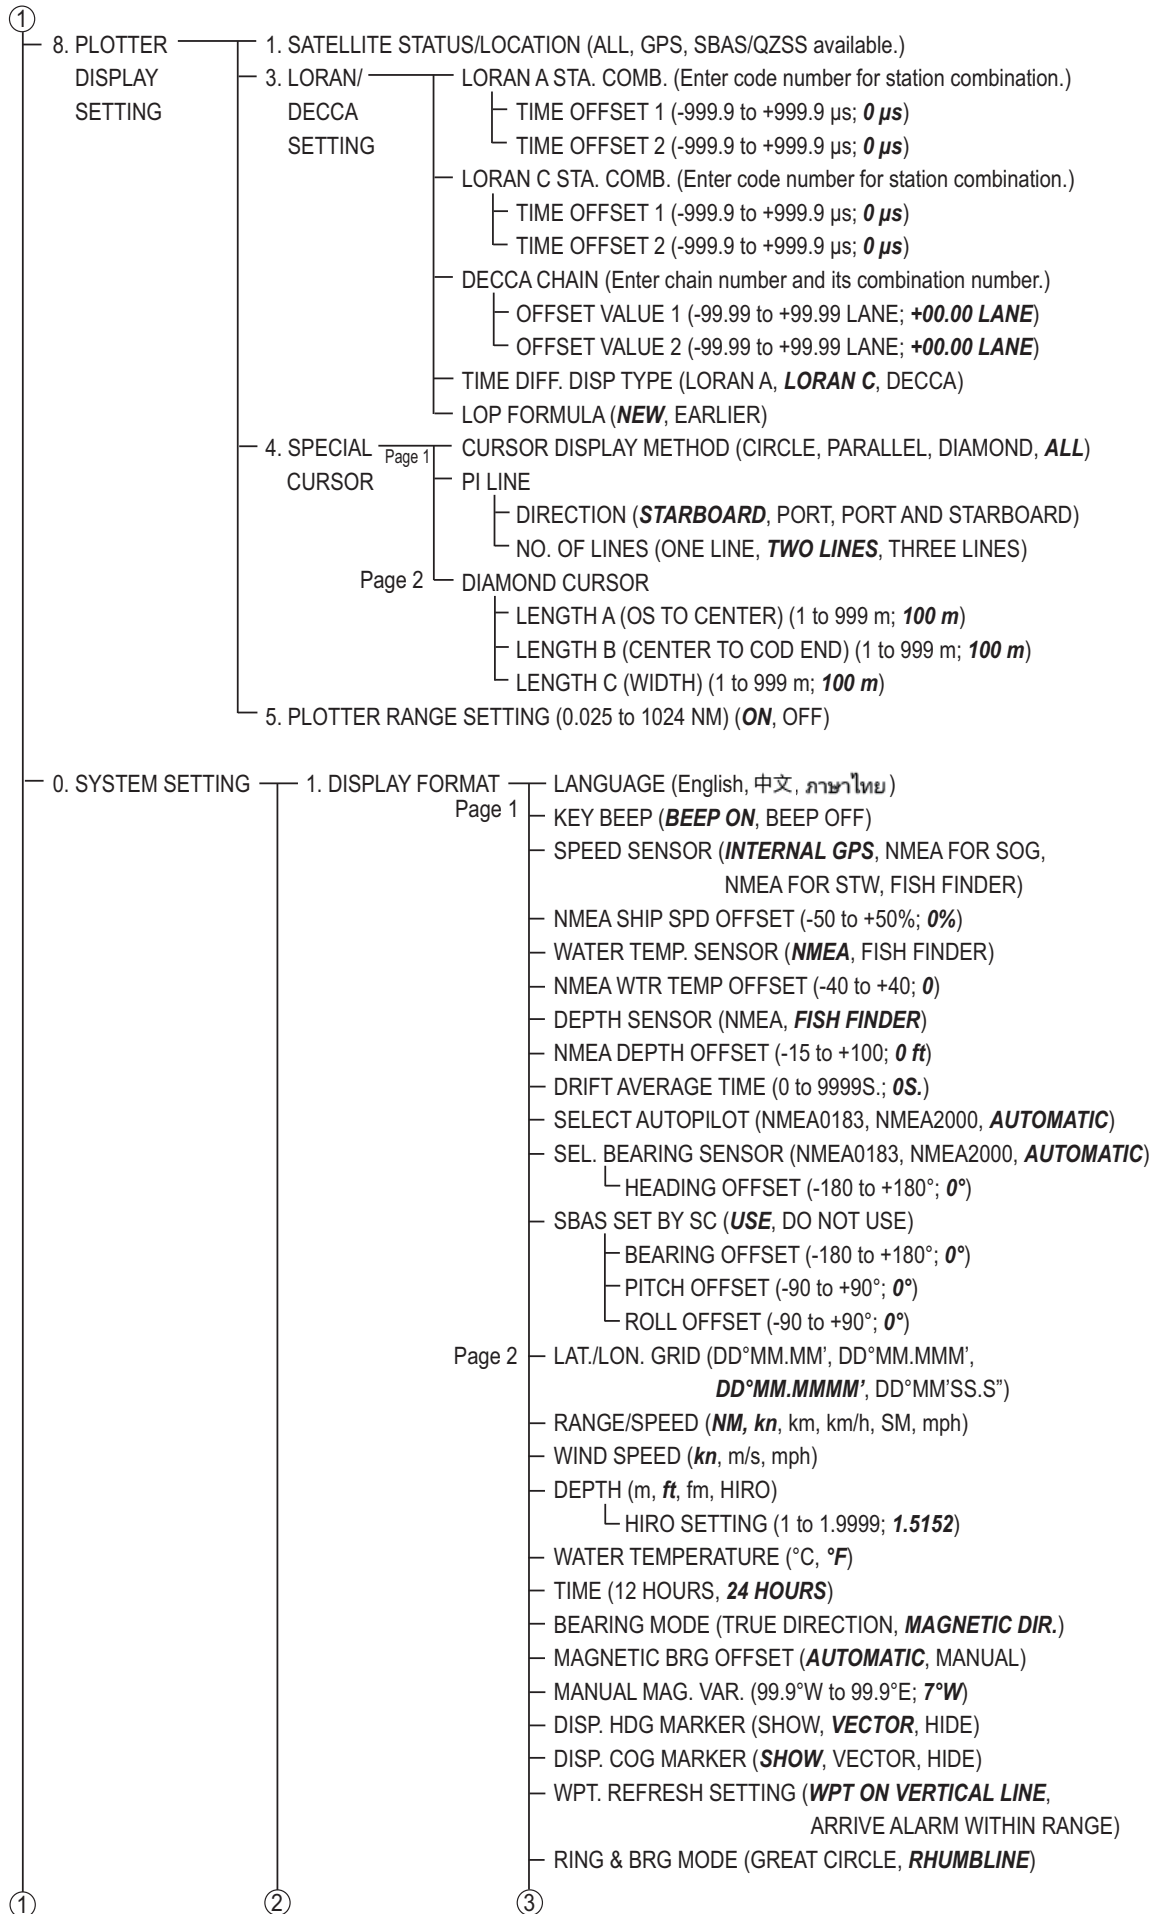 1
8. PLOTTER DISPLAY SETTING
1. SATELLITE STATUS/LOCATION (ALL, GPS, SBAS/QZSS available.)
3. LORAN/ DECCA SETTING
LORAN A STA. COMB. (Enter code number for station combination.)
TIME OFFSET 1 (-999.9 to +999.9 µs; 0 µs)
TIME OFFSET 2 (-999.9 to +999.9 µs; 0 µs)
LORAN C STA. COMB. (Enter code number for station combination.)
TIME OFFSET 1 (-999.9 to +999.9 µs; 0 µs)
TIME OFFSET 2 (-999.9 to +999.9 µs; 0 µs)
DECCA CHAIN (Enter chain number and its combination number.)
OFFSET VALUE 1 (-99.99 to +99.99 LANE; +00.00 LANE)
OFFSET VALUE 2 (-99.99 to +99.99 LANE; +00.00 LANE)
TIME DIFF. DISP TYPE (LORAN A, LORAN C, DECCA)
LOP FORMULA (NEW, EARLIER)
4. SPECIAL CURSOR
Page 1
CURSOR DISPLAY METHOD (CIRCLE, PARALLEL, DIAMOND, ALL)
PI LINE
DIRECTION (STARBOARD, PORT, PORT AND STARBOARD)
NO. OF LINES (ONE LINE, TWO LINES, THREE LINES)
Page 2
DIAMOND CURSOR
LENGTH A (OS TO CENTER) (1 to 999 m; 100 m)
LENGTH B (CENTER TO COD END) (1 to 999 m; 100 m)
LENGTH C (WIDTH) (1 to 999 m; 100 m)
5. PLOTTER RANGE SETTING (0.025 to 1024 NM) (ON, OFF)
0. SYSTEM SETTING
1. DISPLAY FORMAT
Page 1
LANGUAGE (English, 中文, ภาษาไทย)
KEY BEEP (BEEP ON, BEEP OFF)
SPEED SENSOR (INTERNAL GPS, NMEA FOR SOG,
NMEA FOR STW, FISH FINDER)
NMEA SHIP SPD OFFSET (-50 to +50%; 0%)
WATER TEMP. SENSOR (NMEA, FISH FINDER)
NMEA WTR TEMP OFFSET (-40 to +40; 0)
DEPTH SENSOR (NMEA, FISH FINDER)
NMEA DEPTH OFFSET (-15 to +100; 0 ft)
DRIFT AVERAGE TIME (0 to 9999S.; 0S.)
SELECT AUTOPILOT (NMEA0183, NMEA2000, AUTOMATIC)
SEL. BEARING SENSOR (NMEA0183, NMEA2000, AUTOMATIC)
HEADING OFFSET (-180 to +180°; 0°)
SBAS SET BY SC (USE, DO NOT USE)
BEARING OFFSET (-180 to +180°; 0°)
PITCH OFFSET (-90 to +90°; 0°)
ROLL OFFSET (-90 to +90°; 0°)
Page 2
LAT./LON. GRID (DD°MM.MM', DD°MM.MMM',
DD°MM.MMMM', DD°MM'SS.S”)
RANGE/SPEED (NM, kn, km, km/h, SM, mph)
WIND SPEED (kn, m/s, mph)
DEPTH (m, ft, fm, HIRO)
HIRO SETTING (1 to 1.9999; 1.5152)
WATER TEMPERATURE (°C, °F)
TIME (12 HOURS, 24 HOURS)
BEARING MODE (TRUE DIRECTION, MAGNETIC DIR.)
MAGNETIC BRG OFFSET (AUTOMATIC, MANUAL)
MANUAL MAG. VAR. (99.9°W to 99.9°E; 7°W)
DISP. HDG MARKER (SHOW, VECTOR, HIDE)
DISP. COG MARKER (SHOW, VECTOR, HIDE)
WPT. REFRESH SETTING (WPT ON VERTICAL LINE,
ARRIVE ALARM WITHIN RANGE)
RING & BRG MODE (GREAT CIRCLE, RHUMBLINE)
1
2
3